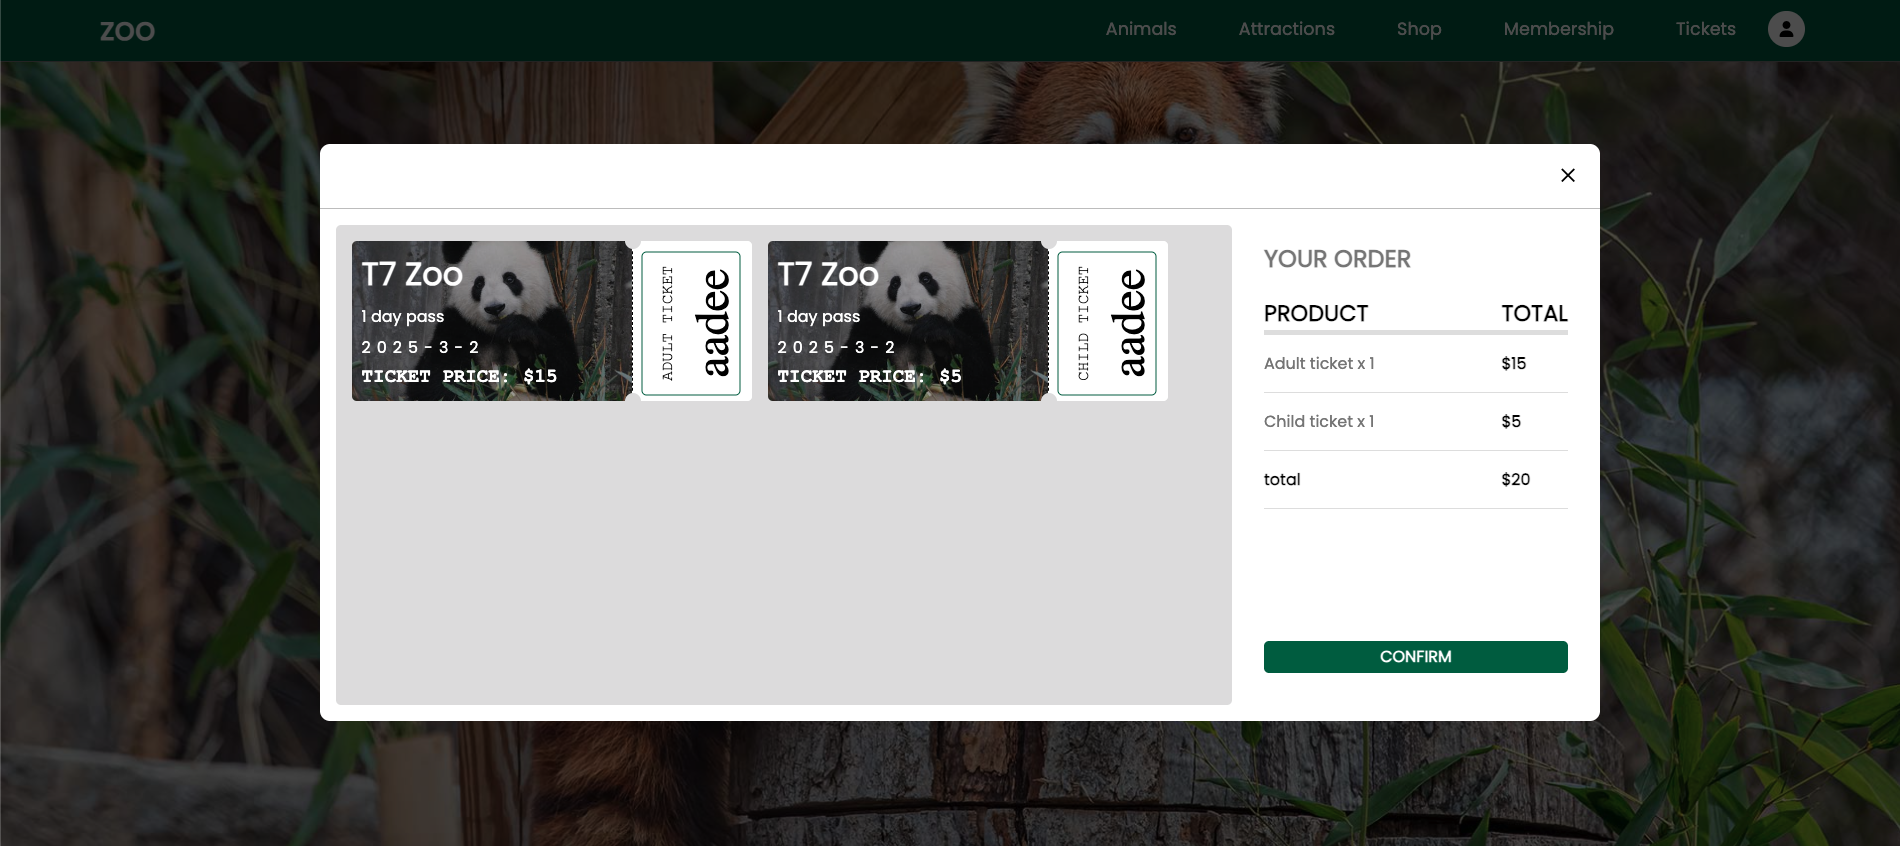 ZOO
Animals
Attractions
Shop
Membership
Tickets
T7 Zoo
1 day pass
2025-3-2
TICKET PRICE: $15
ADULT TICKET
aadee
T7 Zoo
1 day pass
2025-3-2
TICKET PRICE: $5
CHILD TICKET
aadee
YOUR ORDER
PRODUCT TOTAL
Adult ticket x 1 $15
Child ticket x 1 $5
total $20
CONFIRM